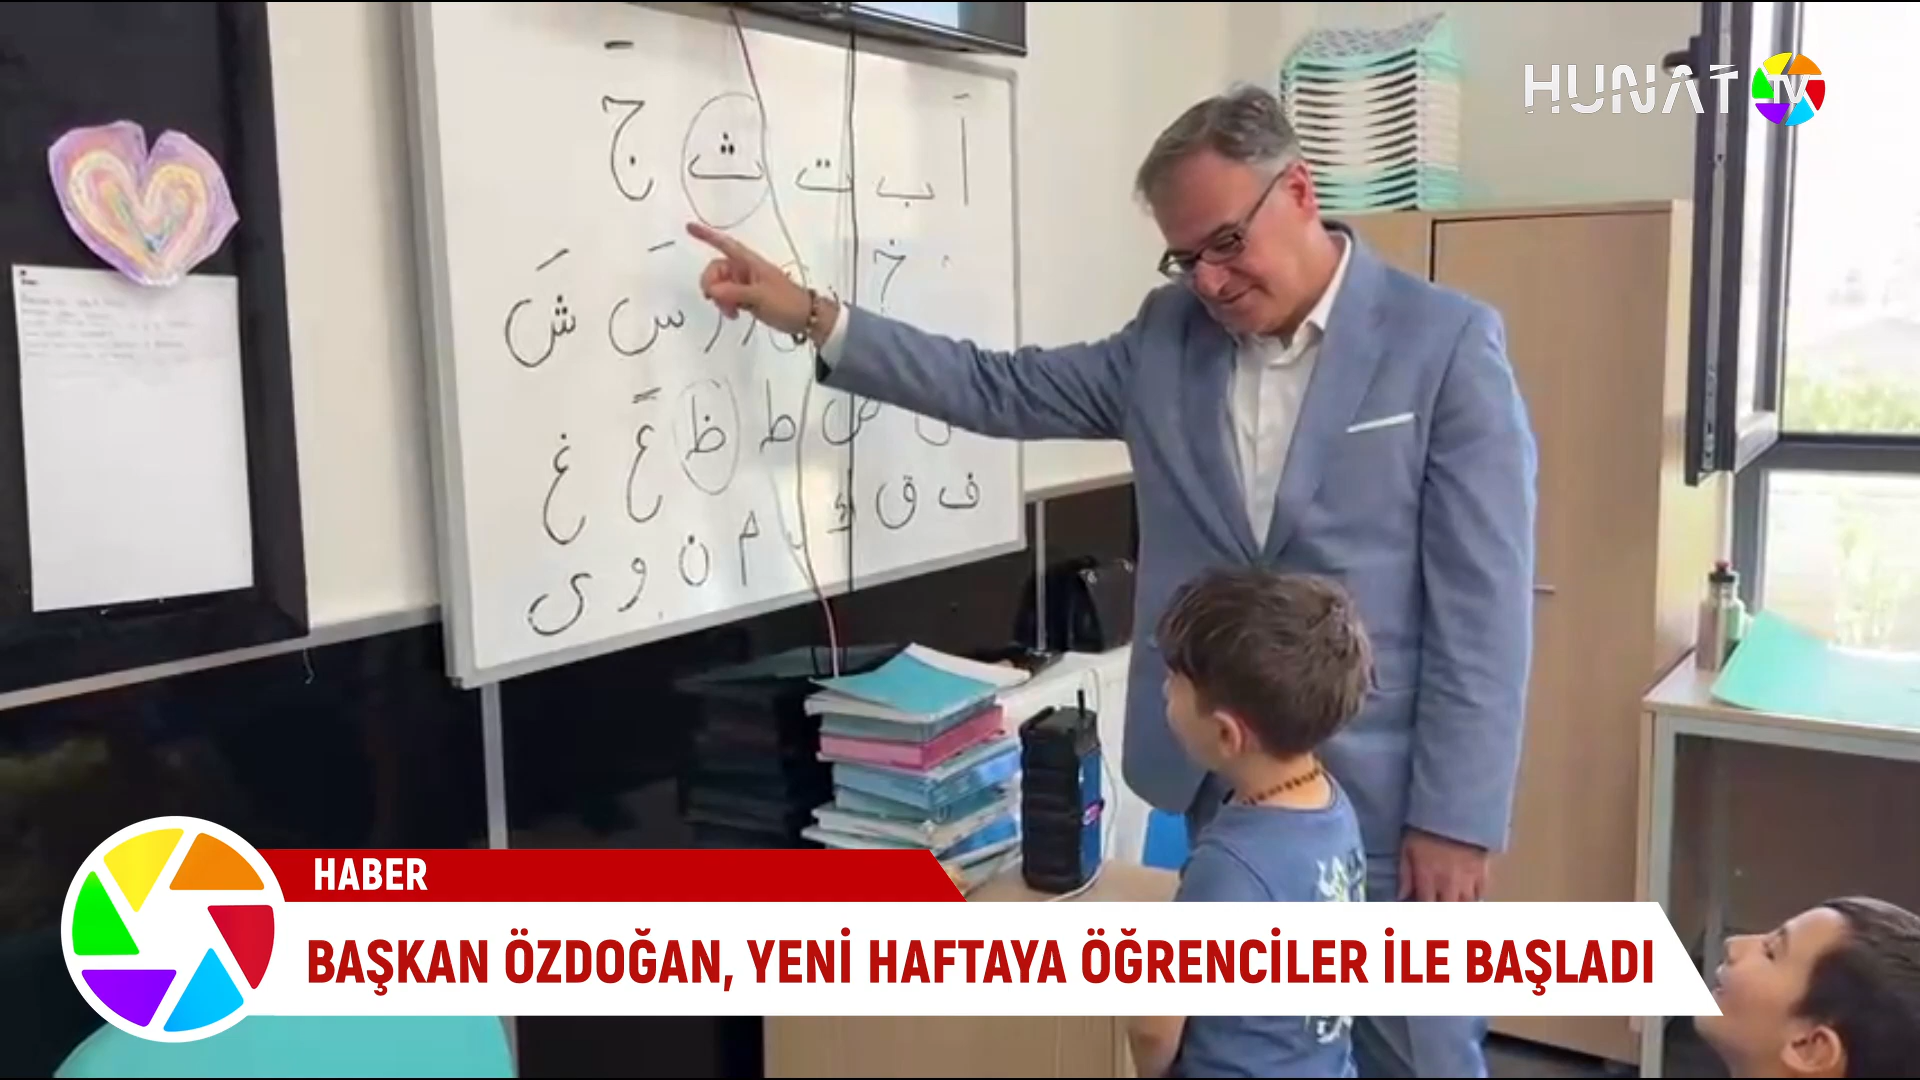 HUNAT TV
اَ ب ت ث ج
خ
سَ شَ
ط ظ ع غ
ف ق ك
م ن و ى
HABER
BAŞKAN ÖZDOĞAN, YENİ HAFTAYA ÖĞRENCİLER İLE BAŞLADI